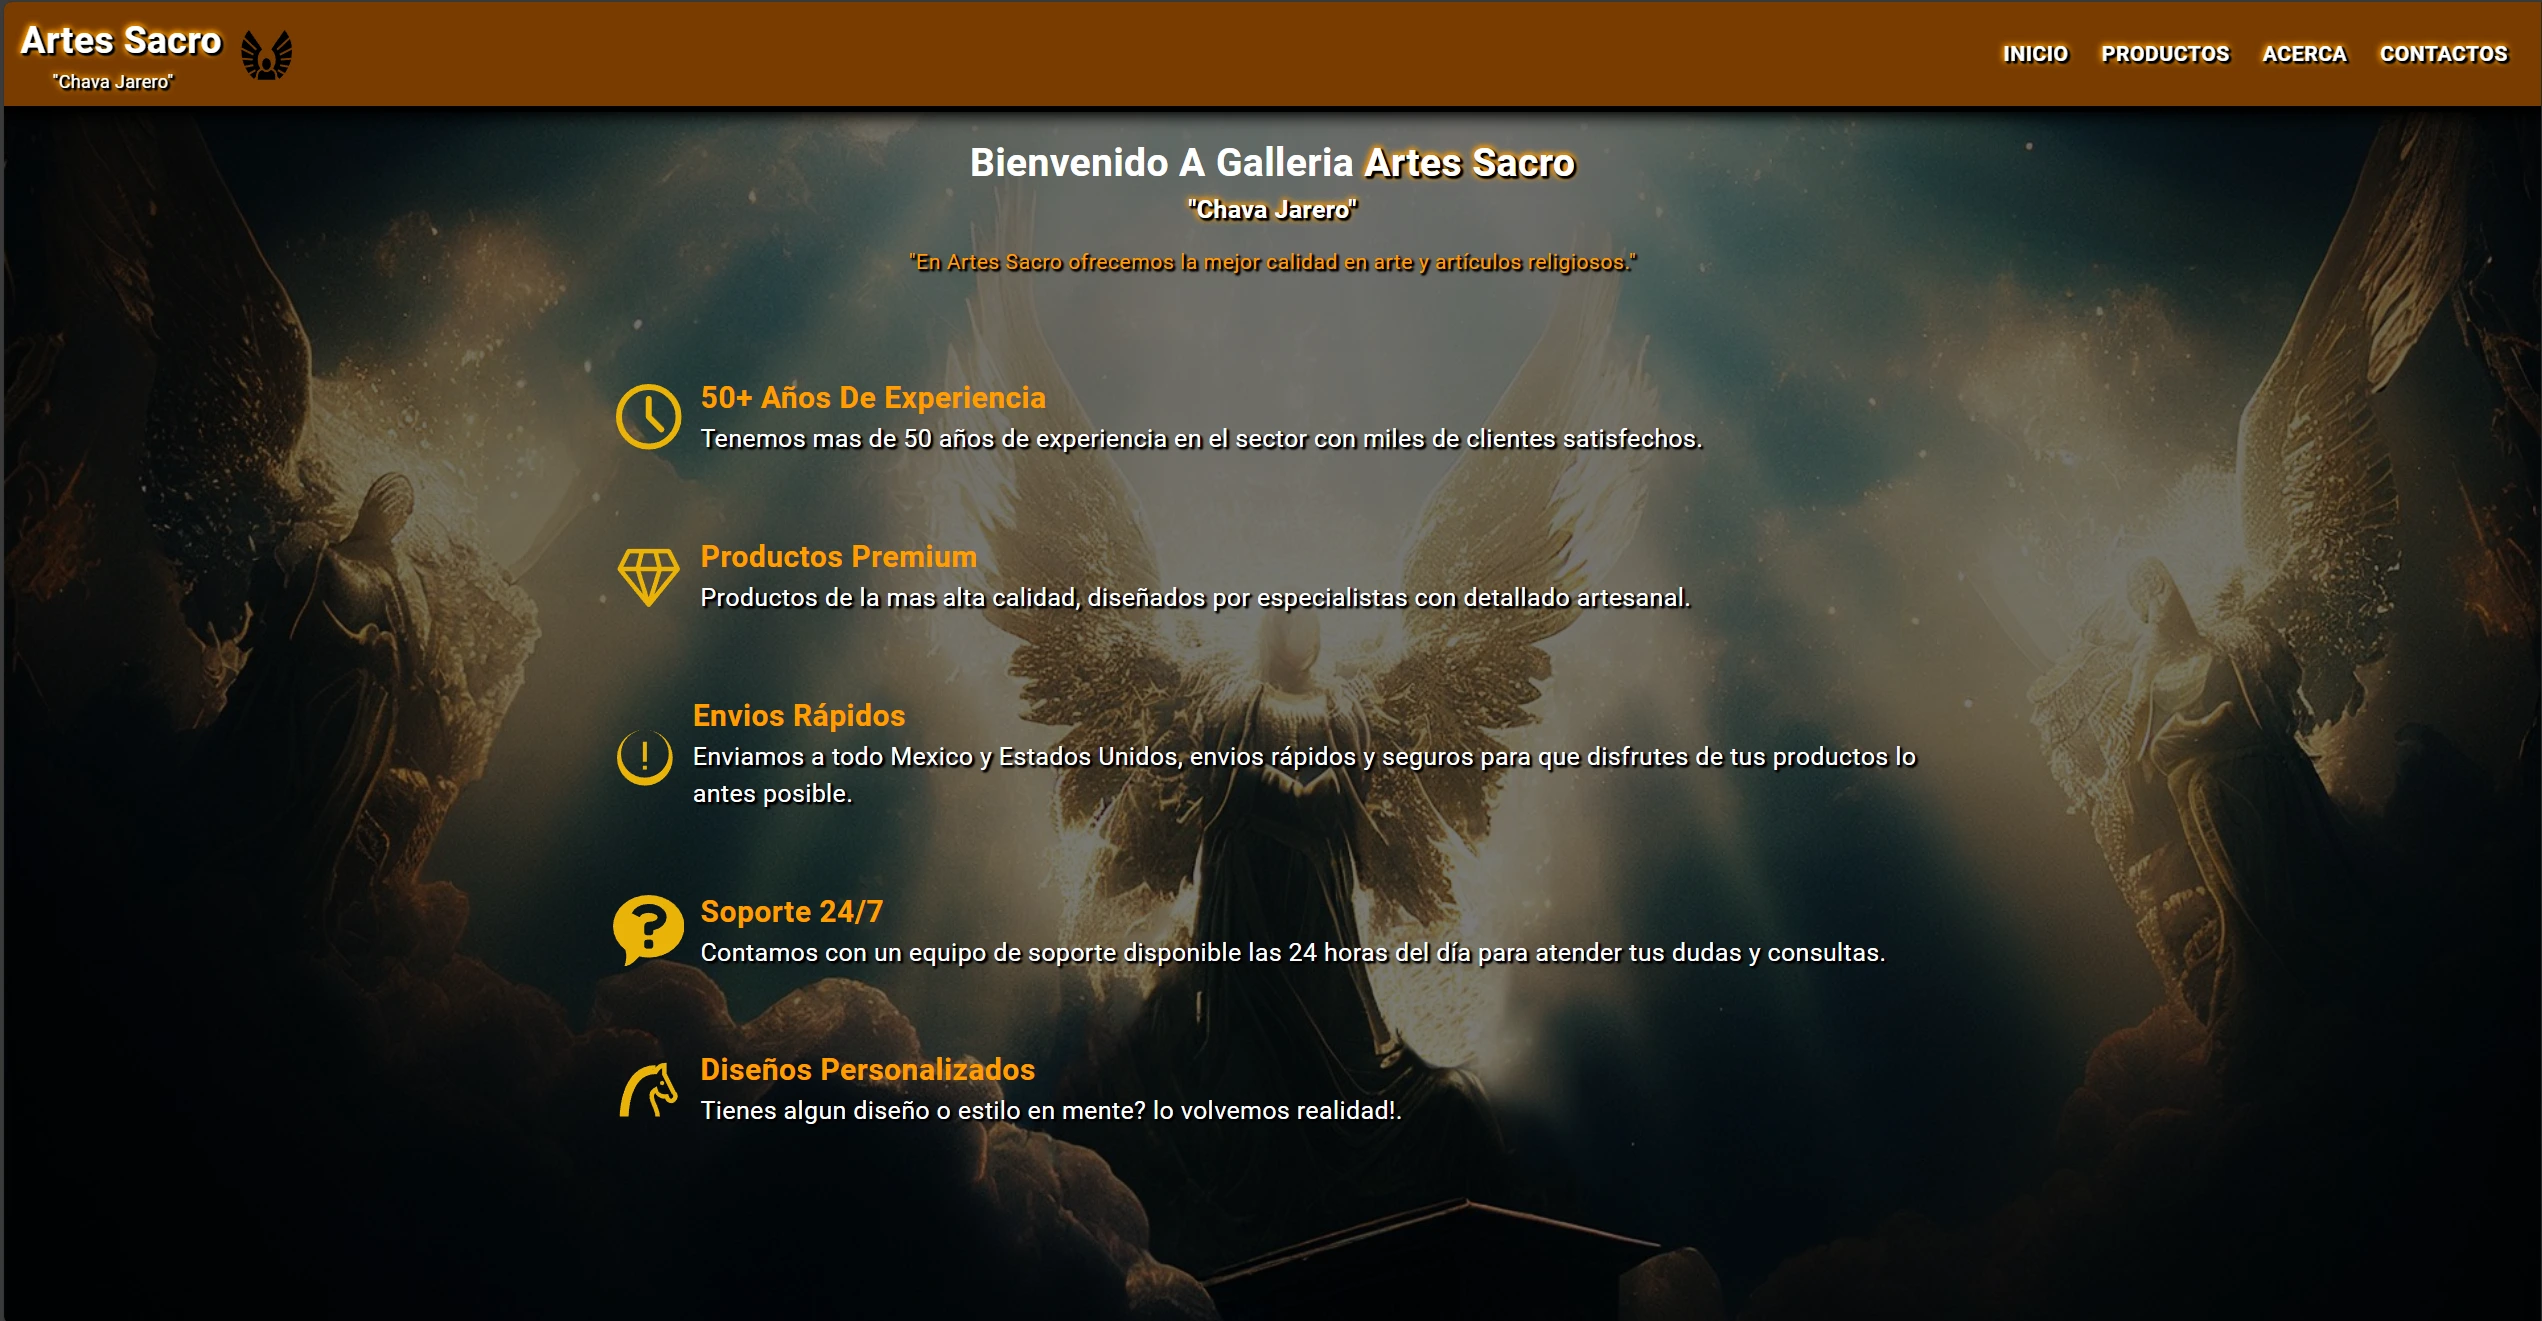 Artes Sacro
"Chava Jarero"
INICIO PRODUCTOS ACERCA CONTACTOS
Bienvenido A Galleria Artes Sacro
"Chava Jarero"
"En Artes Sacro ofrecemos la mejor calidad en arte y artículos religiosos."
50+ Años De Experiencia
Tenemos mas de 50 años de experiencia en el sector con miles de clientes satisfechos.
Productos Premium
Productos de la mas alta calidad, diseñados por especialistas con detallado artesanal.
Envios Rápidos
Enviamos a todo Mexico y Estados Unidos, envios rápidos y seguros para que disfrutes de tus productos lo
antes posible.
Soporte 24/7
Contamos con un equipo de soporte disponible las 24 horas del día para atender tus dudas y consultas.
Diseños Personalizados
Tienes algun diseño o estilo en mente? lo volvemos realidad!.